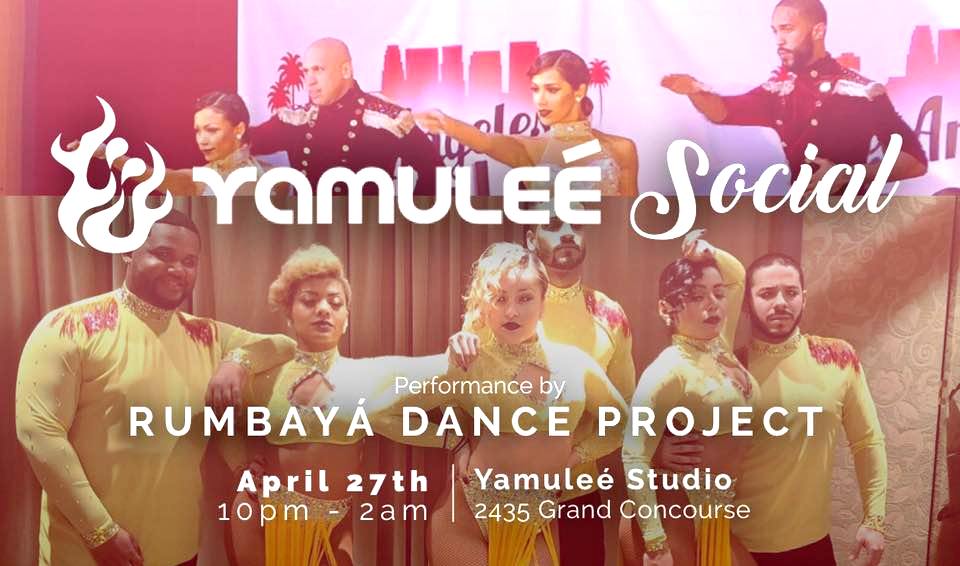 YAMULEÉ Social
Performance by
RUMBAYÁ DANCE PROJECT
April 27th
10pm - 2am
Yamuleé Studio
2435 Grand Concourse